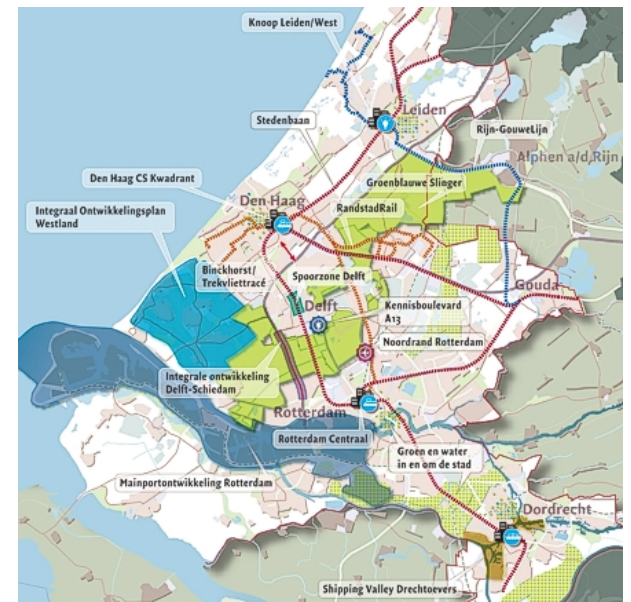 Knoop Leiden/West
Leiden
Stedenbaan
Rijn-GouweLijn
Alphen a/d Rijn
Den Haag CS Kwadrant
Groenblauwe Slinger
Den Haag
RandstadRail
Integraal Ontwikkelingsplan
Westland
Binckhorst/
Trekvliettracé
Spoorzone Delft
Gouda
Delft
Kennisboulevard
A13
Noordrand Rotterdam
Integrale ontwikkeling
Delft-Schiedam
Rotterdam
Rotterdam Centraal
Groen en water
in en om de stad
Mainportontwikkeling Rotterdam
Dordrecht
Shipping Valley Drechtoevers